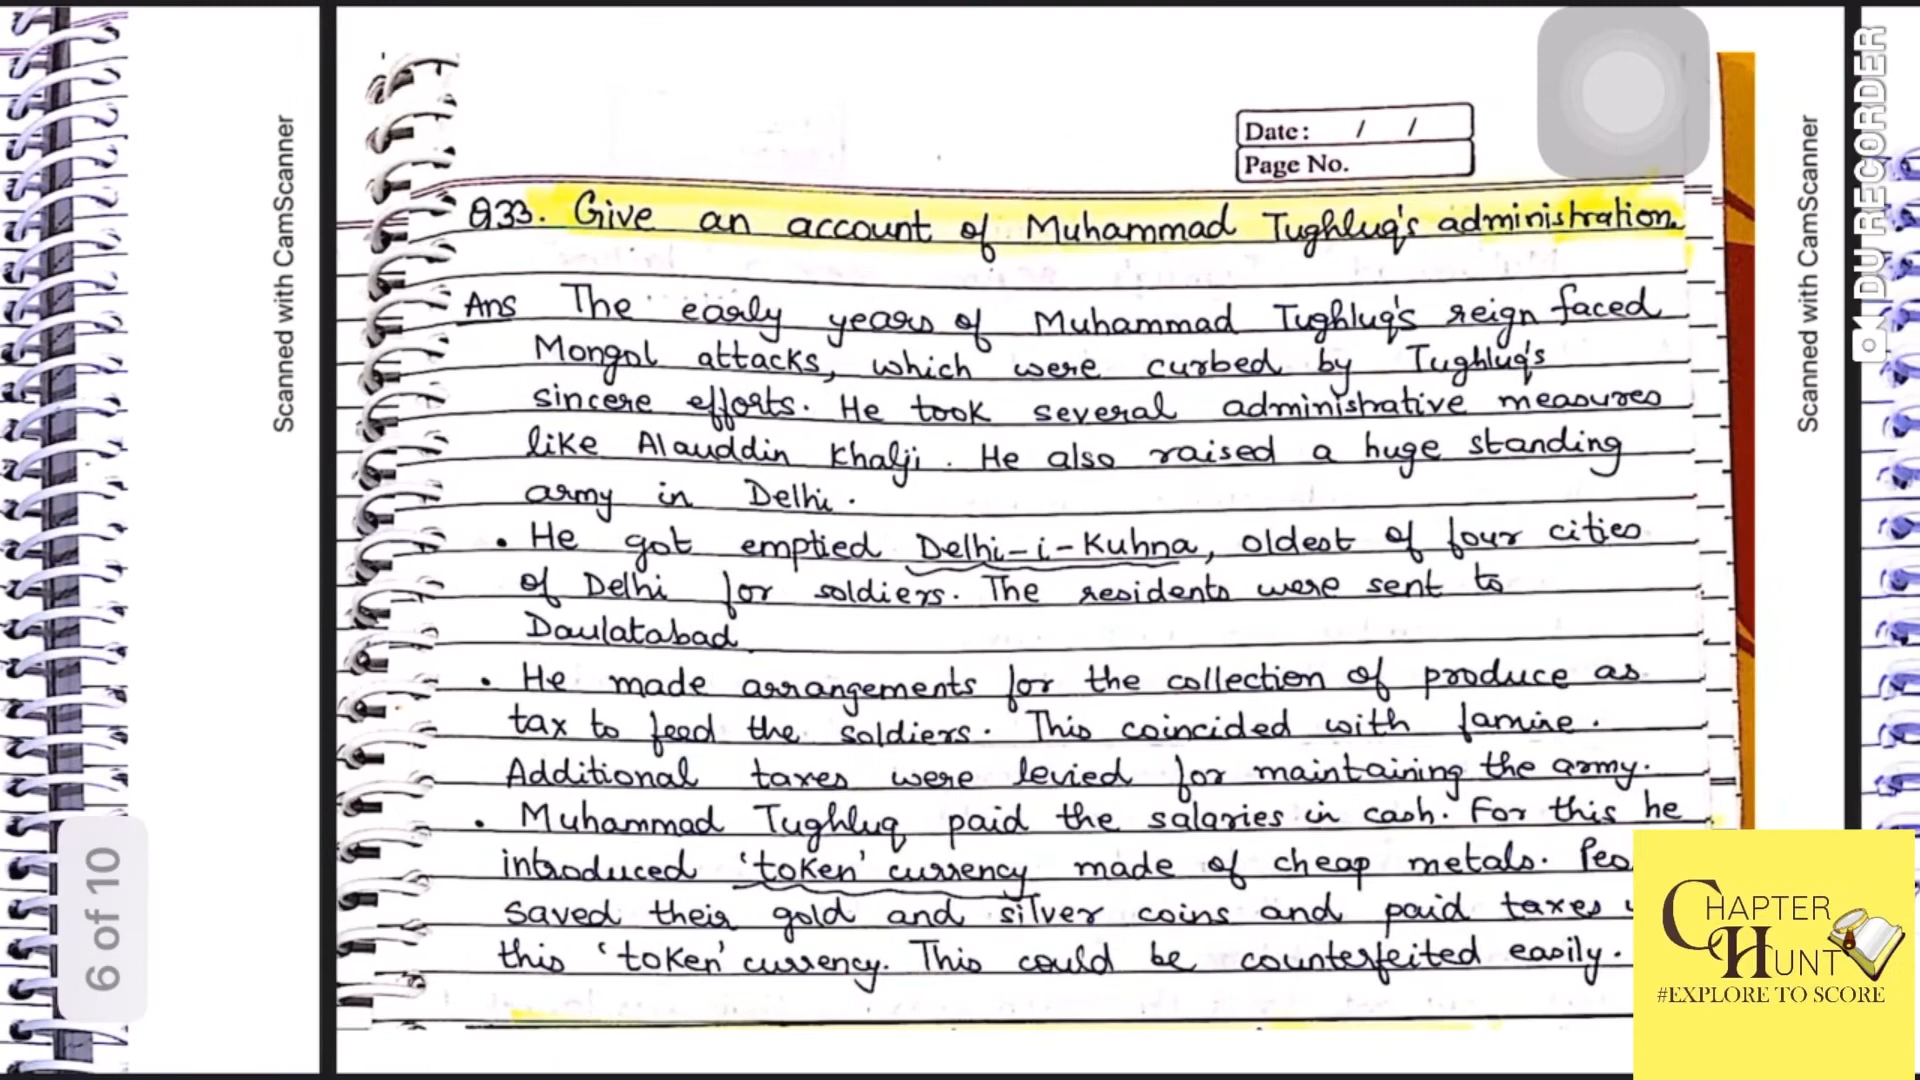 Scanned with CamScanner
6 of 10
Date: / /
Page No.
Q33. Give an account of Muhammad Tughluq's administration.
Ans The early years of Muhammad Tughluq's reign faced
Mongol attacks, which were curbed by Tughluq's
sincere efforts. He took several administrative measures
like Alauddin Khalji. He also raised a huge standing
army in Delhi.
• He got emptied Delhi-i-Kuhna, oldest of four cities
of Delhi for soldiers. The residents were sent to
Daulatabad
• He made arrangements for the collection of produce as
tax to feed the soldiers. This coincided with famine.
Additional taxes were levied for maintaining the army.
• Muhammad Tughluq paid the salaries in cash. For this he
introduced 'token' currency made of cheap metals.
saved their gold and silver coins and paid taxes
this 'token' currency. This could be counterfeited easily.
Scanned with CamScanner
DU RECORDER
CHAPTER
HUNT
#EXPLORE TO SCORE